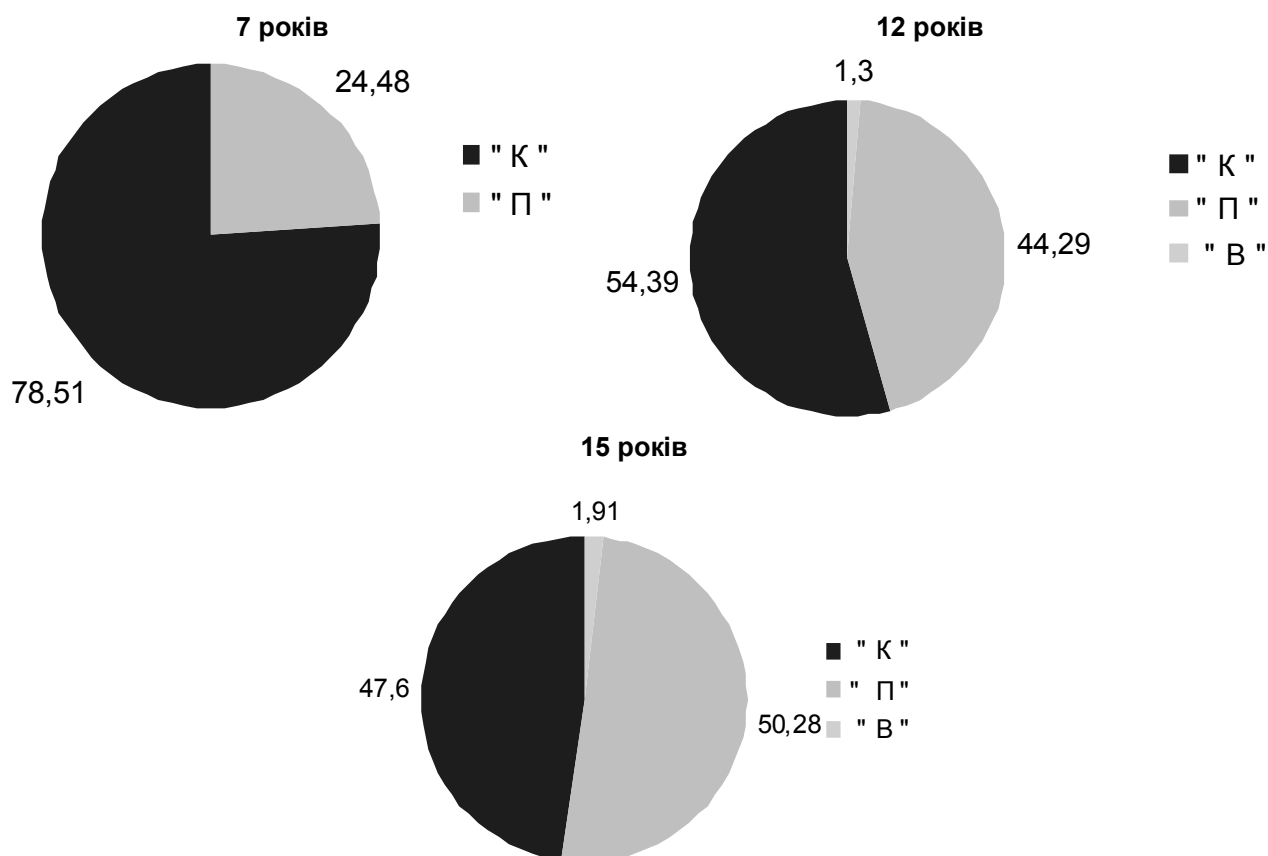 7 років
24,48
" К "
" П "
78,51
12 років
1,3
" К "
" П "
" В "
44,29
54,39
15 років
1,91
" К "
" П "
" В "
47,6
50,28